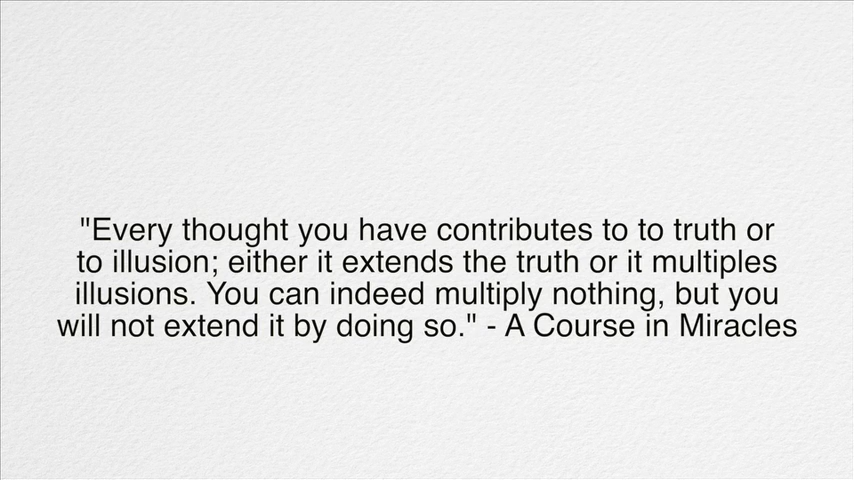 "Every thought you have contributes to to truth or
to illusion; either it extends the truth or it multiples
illusions. You can indeed multiply nothing, but you
will not extend it by doing so." - A Course in Miracles